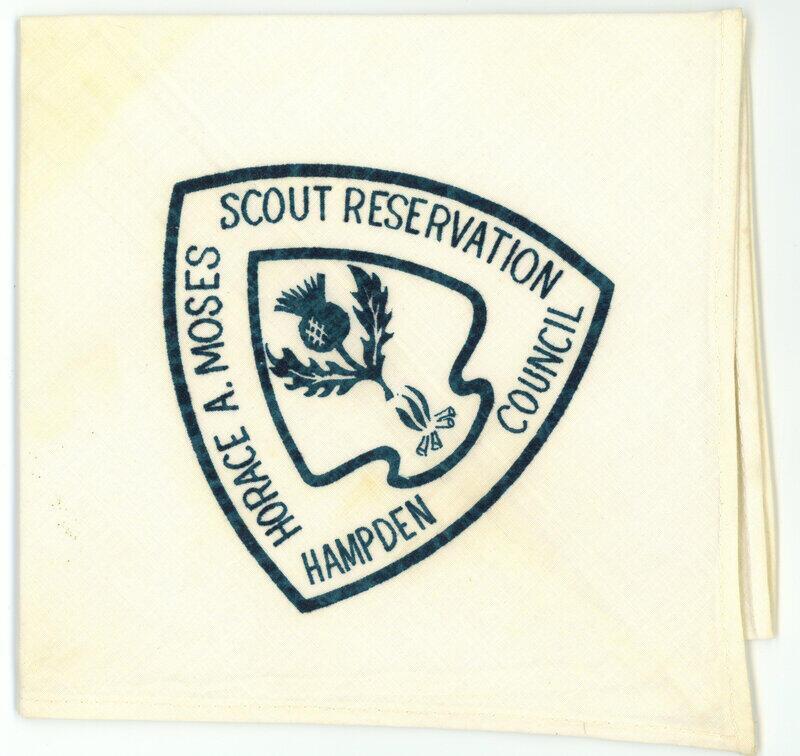 HORACE A. MOSES
SCOUT RESERVATION
HAMPDEN
COUNCIL